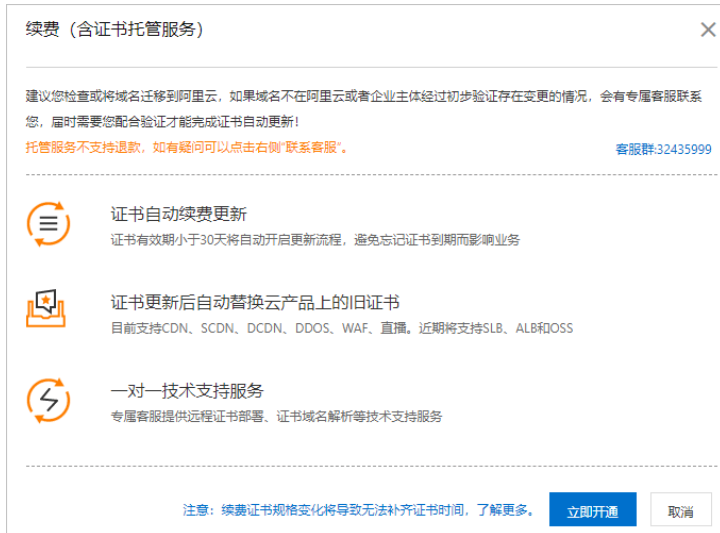 续费（含证书托管服务）
建议您检查或将域名迁移到阿里云，如果域名不在阿里云或者企业主体经过初步验证存在变更的情况，会有专属客服联系
您，届时需要您配合验证才能完成证书自动更新！
托管服务不支持退款，如有疑问可以点击右侧“联系客服”。
客服群:32435999
证书自动续费更新
证书有效期小于30天将自动开启更新流程，避免忘记证书到期而影响业务
证书更新后自动替换云产品上的旧证书
目前支持CDN、SCDN、DCDN、DDOS、WAF、直播。近期将支持SLB、ALB和OSS
一对一技术支持服务
专属客服提供远程证书部署、证书域名解析等技术支持服务
注意：续费证书规格变化将导致无法补齐证书时间，了解更多。
立即开通
取消